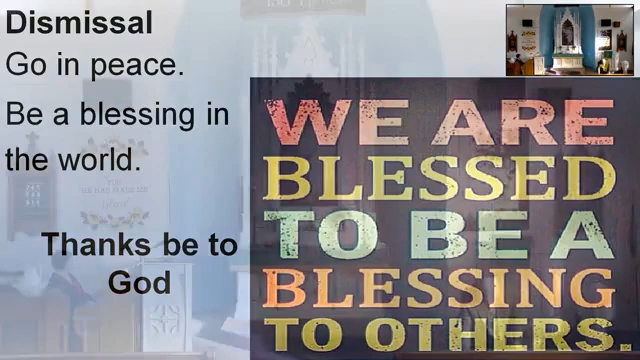 Dismissal
Go in peace.
Be a blessing in
the world.
Thanks be to
God
WE ARE
BLESSED
TO BE A
BLESSING
TO OTHERS.